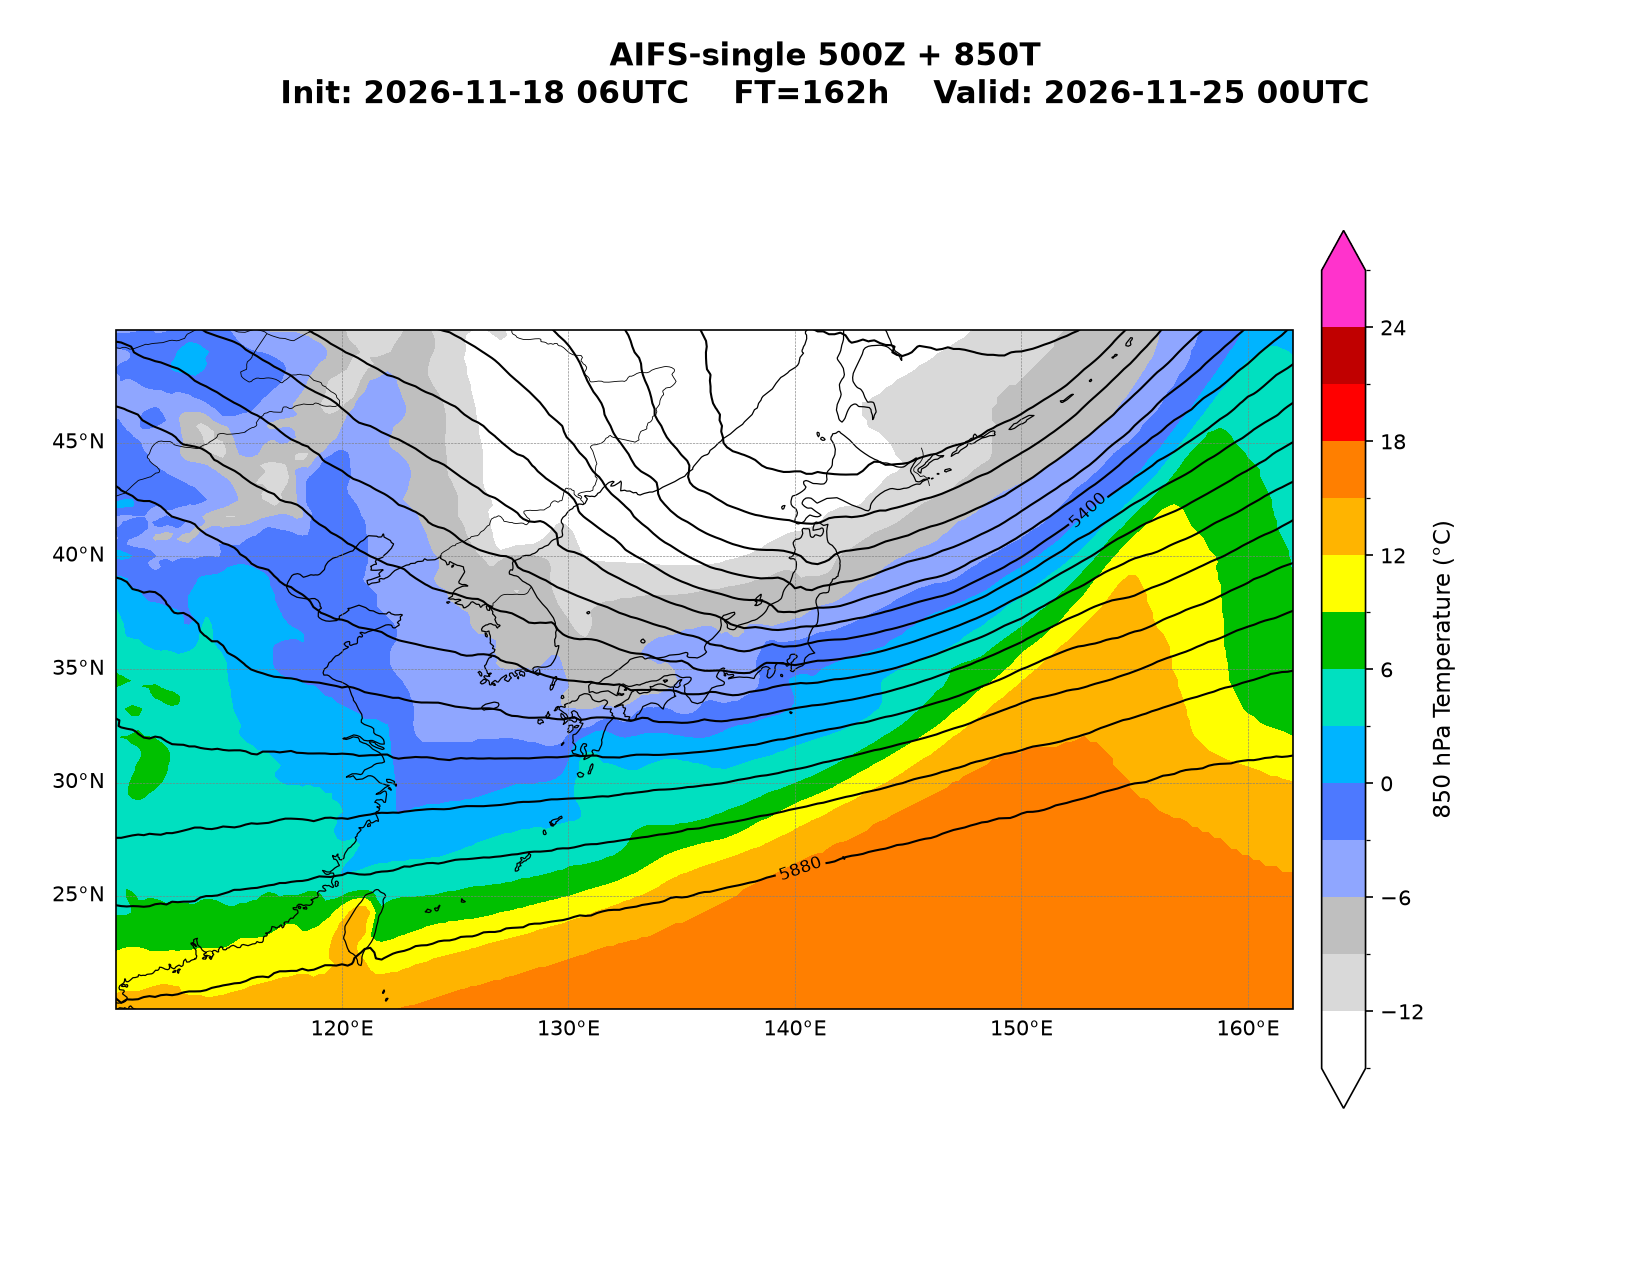 AIFS-single 500Z + 850T
Init: 2026-11-18 06UTC    FT=162h    Valid: 2026-11-25 00UTC
45°N
40°N
35°N
30°N
25°N
120°E
130°E
140°E
150°E
160°E
5400
5880
24
18
12
6
0
−6
−12
850 hPa Temperature (°C)